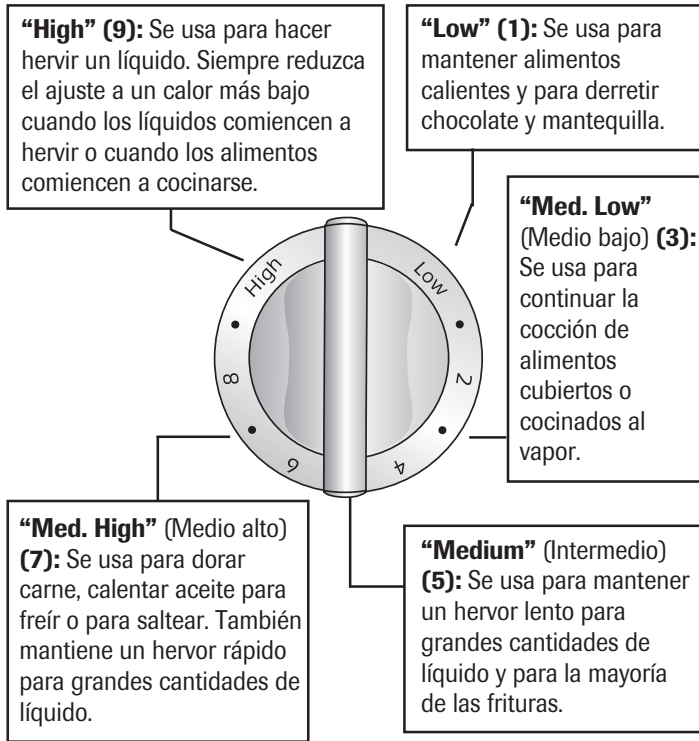 “High” (9): Se usa para hacer
hervir un líquido. Siempre reduzca
el ajuste a un calor más bajo
cuando los líquidos comiencen a
hervir o cuando los alimentos
comiencen a cocinarse.
“Low” (1): Se usa para
mantener alimentos
calientes y para derretir
chocolate y mantequilla.
“Med. Low”
(Medio bajo) (3):
Se usa para
continuar la
cocción de
alimentos
cubiertos o
cocinados al
vapor.
High
Low
8
2
6
4
“Med. High” (Medio alto)
(7): Se usa para dorar
carne, calentar aceite para
freír o para saltear. También
mantiene un hervor rápido
para grandes cantidades de
líquido.
“Medium” (Intermedio)
(5): Se usa para mantener
un hervor lento para
grandes cantidades de
líquido y para la mayoría
de las frituras.